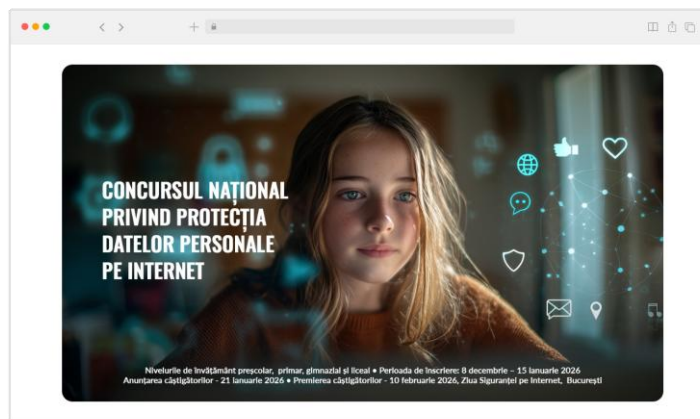 CONCURSUL NAȚIONAL
PRIVIND PROTECȚIA
DATELOR PERSONALE
PE INTERNET
Nivelurile de învățământ preșcolar, primar, gimnazial și liceal • Perioada de înscriere: 8 decembrie – 15 ianuarie 2026
Anunțarea câștigătorilor - 21 ianuarie 2026 • Premierea câștigătorilor - 10 februarie 2026, Ziua Siguranței pe Internet, București